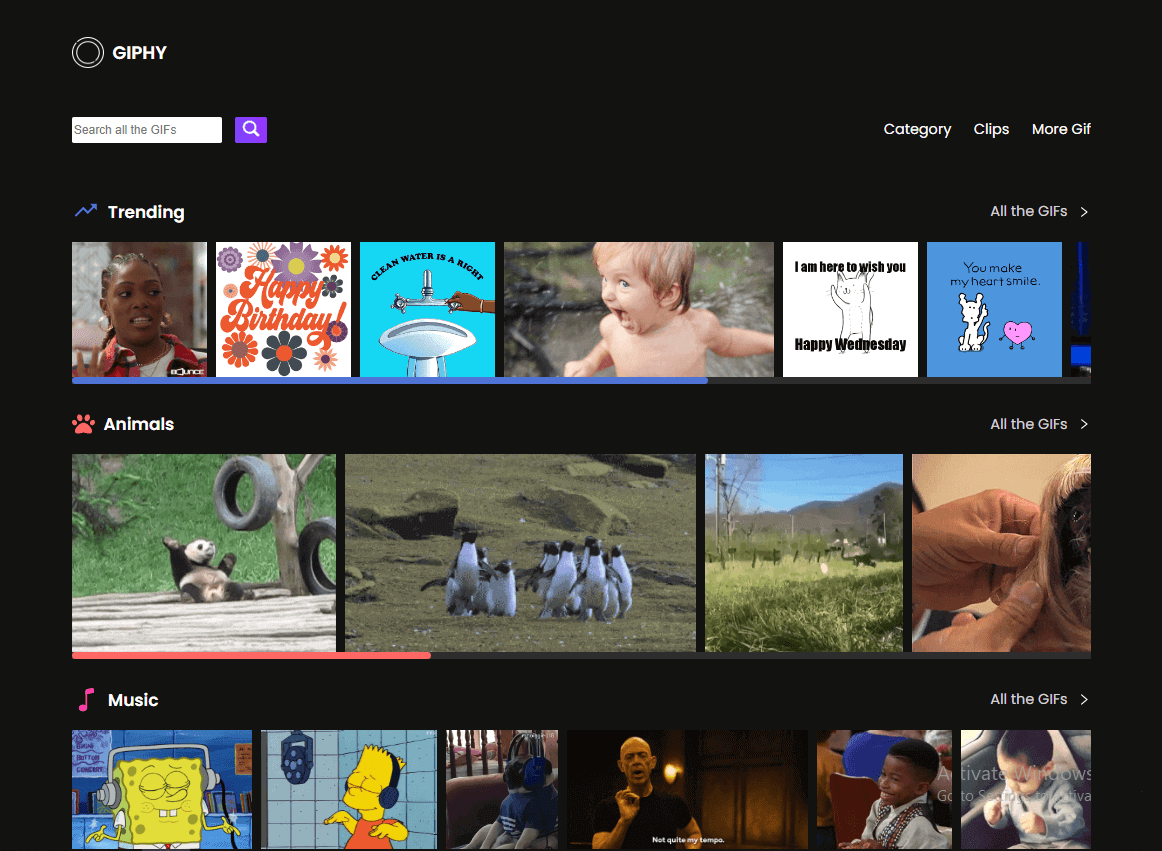 GIPHY
Search all the GIFs
Category Clips More Gif
Trending
All the GIFs
BOUNCE
Happy
Birthday!
CLEAN WATER IS A RIGHT
I am here to wish you
Happy Wednesday
You make
my heart smile.
Animals
All the GIFs
Music
All the GIFs
Not quite my tempo.
Activate Windows
Go to